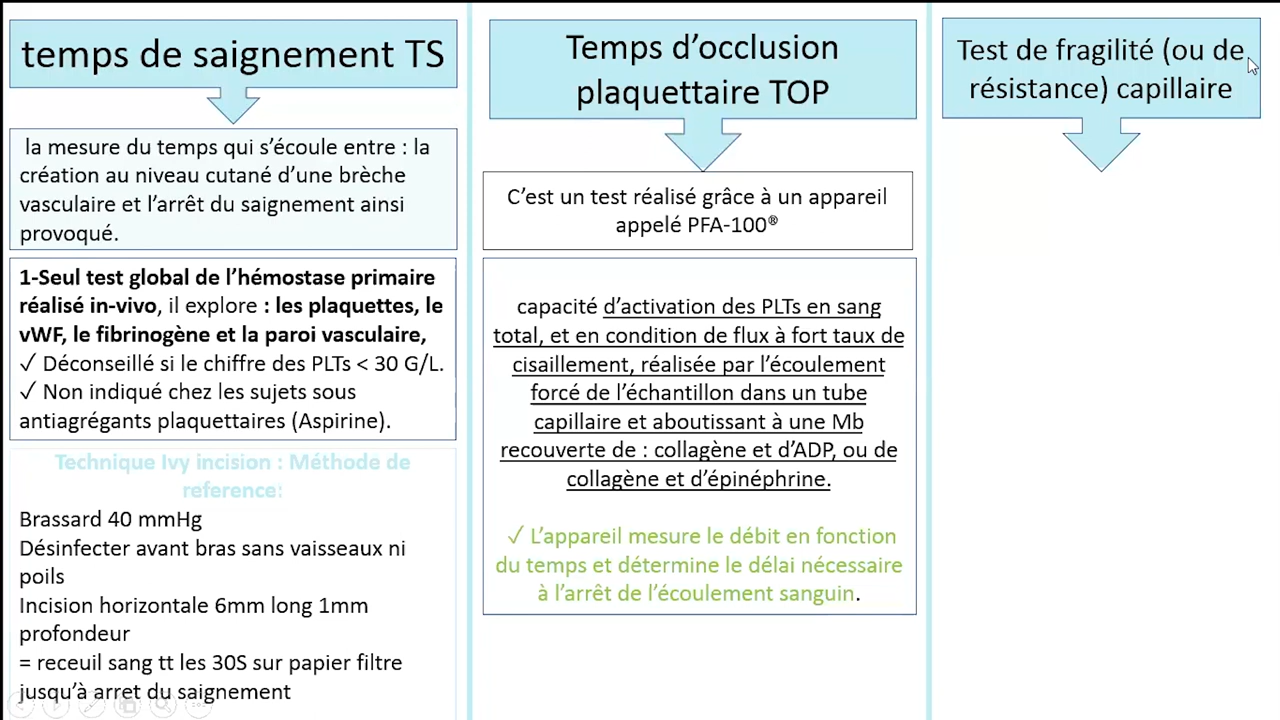 temps de saignement TS
la mesure du temps qui s’écoule entre : la
création au niveau cutané d’une brèche
vasculaire et l’arrêt du saignement ainsi
provoqué.
1-Seul test global de l’hémostase primaire
réalisé in-vivo, il explore : les plaquettes, le
vWF, le fibrinogène et la paroi vasculaire,
✓ Déconseillé si le chiffre des PLTs < 30 G/L.
✓ Non indiqué chez les sujets sous
antiagrégants plaquettaires (Aspirine).
Technique Ivy incision : Méthode de
reference:
Brassard 40 mmHg
Désinfecter avant bras sans vaisseaux ni
poils
Incision horizontale 6mm long 1mm
profondeur
= receuil sang tt les 30S sur papier filtre
jusqu’à arret du saignement
Temps d’occlusion
plaquettaire TOP
C’est un test réalisé grâce à un appareil
appelé PFA-100®
capacité d’activation des PLTs en sang
total, et en condition de flux à fort taux de
cisaillement, réalisée par l’écoulement
forcé de l’échantillon dans un tube
capillaire et aboutissant à une Mb
recouverte de : collagène et d’ADP, ou de
collagène et d’épinéphrine.
✓ L’appareil mesure le débit en fonction
du temps et détermine le délai nécessaire
à l’arrêt de l’écoulement sanguin.
Test de fragilité (ou de
résistance) capillaire